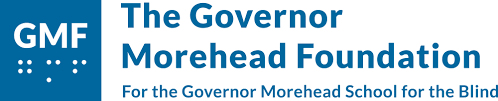 GMF
⠛⠍⠋
The Governor
Morehead Foundation
For the Governor Morehead School for the Blind